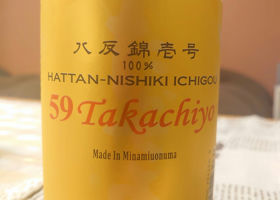 八反錦壱号
100%
HATTAN-NISHIKI ICHIGOU
59 Takachiyo
Made In Minamiuonuma